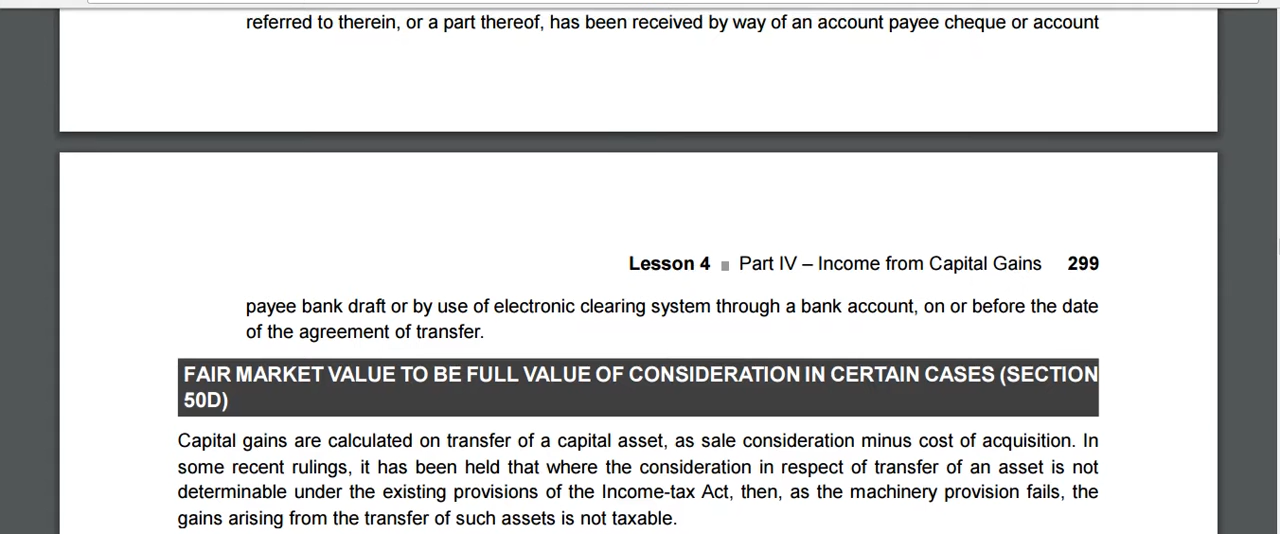 referred to therein, or a part thereof, has been received by way of an account payee cheque or account
Lesson 4 ■ Part IV – Income from Capital Gains 299
payee bank draft or by use of electronic clearing system through a bank account, on or before the date
of the agreement of transfer.
FAIR MARKET VALUE TO BE FULL VALUE OF CONSIDERATION IN CERTAIN CASES (SECTION
50D)
Capital gains are calculated on transfer of a capital asset, as sale consideration minus cost of acquisition. In
some recent rulings, it has been held that where the consideration in respect of transfer of an asset is not
determinable under the existing provisions of the Income-tax Act, then, as the machinery provision fails, the
gains arising from the transfer of such assets is not taxable.